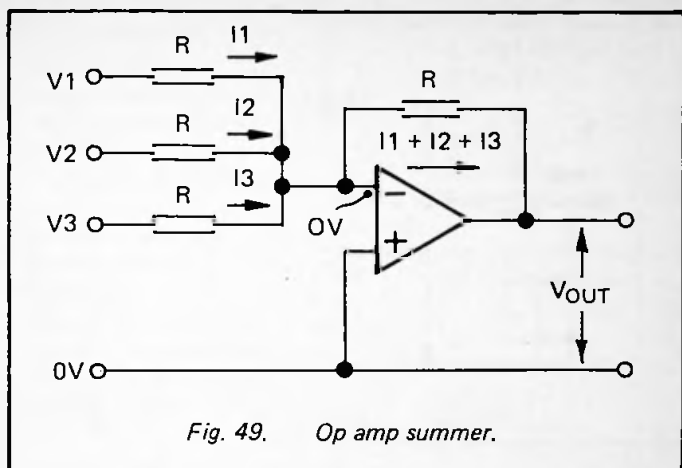 I1
R
V1
I2
R
V2
I3
R
V3
R
I1 + I2 + I3
−
0V
+
VOUT
0V
Fig. 49. Op amp summer.